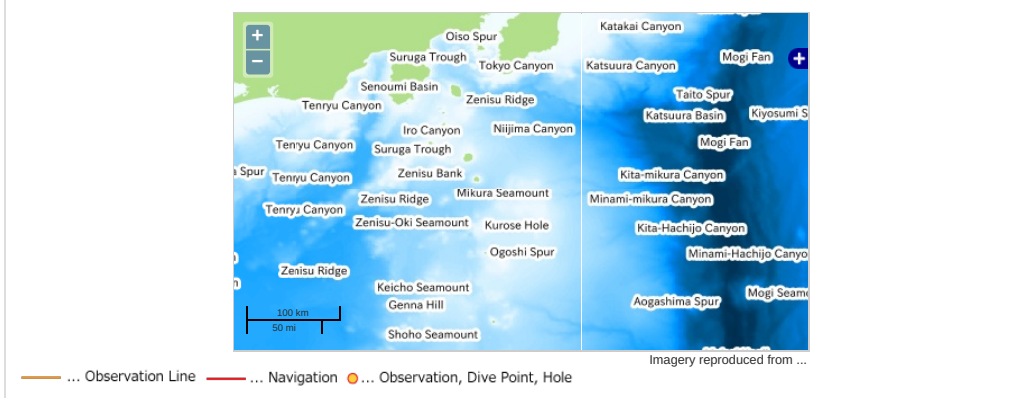 +
−
Oiso Spur
Katakai Canyon
Suruga Trough
Tokyo Canyon
Katsuura Canyon
Mogi Fan
+
Senoumi Basin
Tenryu Canyon
Zenisu Ridge
Taito Spur
Katsuura Basin
Kiyosumi S
Iro Canyon
Niijima Canyon
Tenryu Canyon
Suruga Trough
Mogi Fan
Spur
Tenryu Canyon
Zenisu Bank
Kita-mikura Canyon
Zenisu Ridge
Mikura Seamount
Minami-mikura Canyon
Tenryu Canyon
Zenisu-Oki Seamount
Kurose Hole
Kita-Hachijo Canyon
Ogoshi Spur
Minami-Hachijo Canyo
Zenisu Ridge
Keicho Seamount
Mogi Seam
Genna Hill
Aogashima Spur
100 km
50 mi
Shoho Seamount
Imagery reproduced from ...
... Observation Line ... Navigation ... Observation, Dive Point, Hole